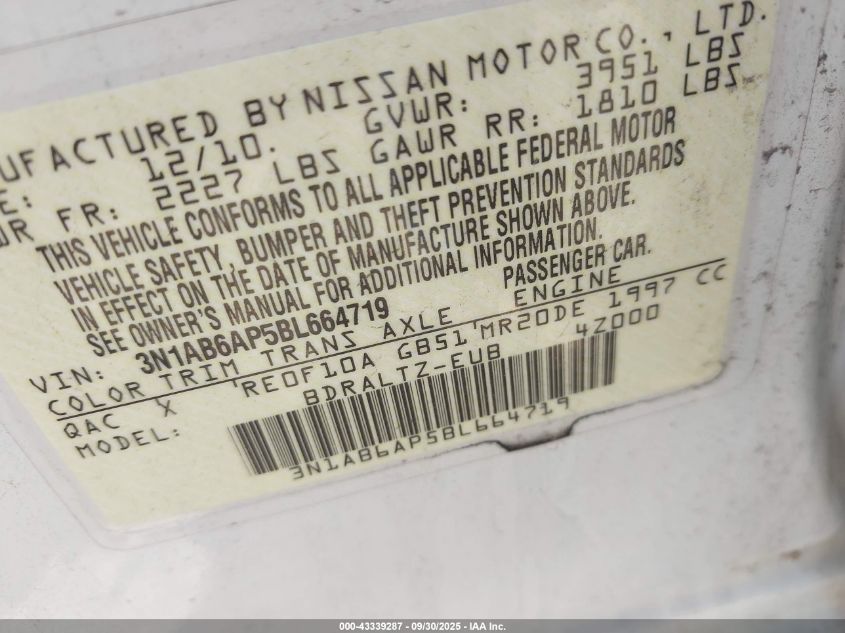 UFACTURED BY NISSAN MOTOR CO., LTD.
E: 12/10. GVWR: 3951 LBS
WR FR: 2227 LBS GAWR RR: 1810 LBS
THIS VEHICLE CONFORMS TO ALL APPLICABLE FEDERAL MOTOR
VEHICLE SAFETY, BUMPER AND THEFT PREVENTION STANDARDS
IN EFFECT ON THE DATE OF MANUFACTURE SHOWN ABOVE.
SEE OWNER'S MANUAL FOR ADDITIONAL INFORMATION.
VIN: 3N1AB6AP5BL664719 PASSENGER CAR.
COLOR TRIM TRANS AXLE ENGINE
QAC X 'RE0F10A GB51 'MR20DE 1997 CC
MODEL: BDRALTZ-EUB 4Z000
3N1AB6AP5BL664719
000-43339287 - 09/30/2025 - IAA Inc.